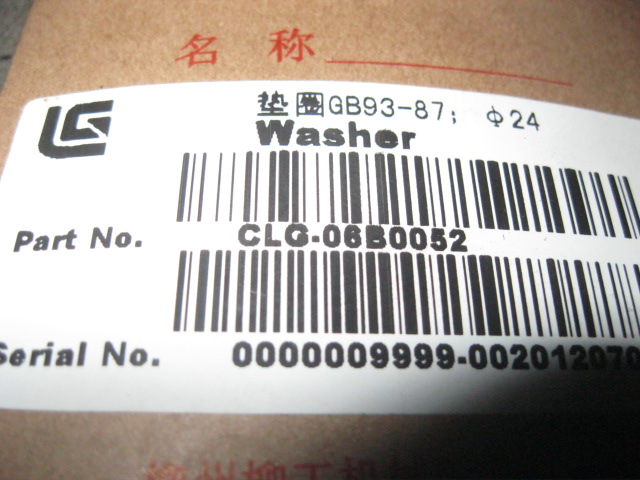 名 称
垫圈GB93-87; Φ24
Washer
Part No. CLG-06B0052
Serial No. 0000009999-002012070